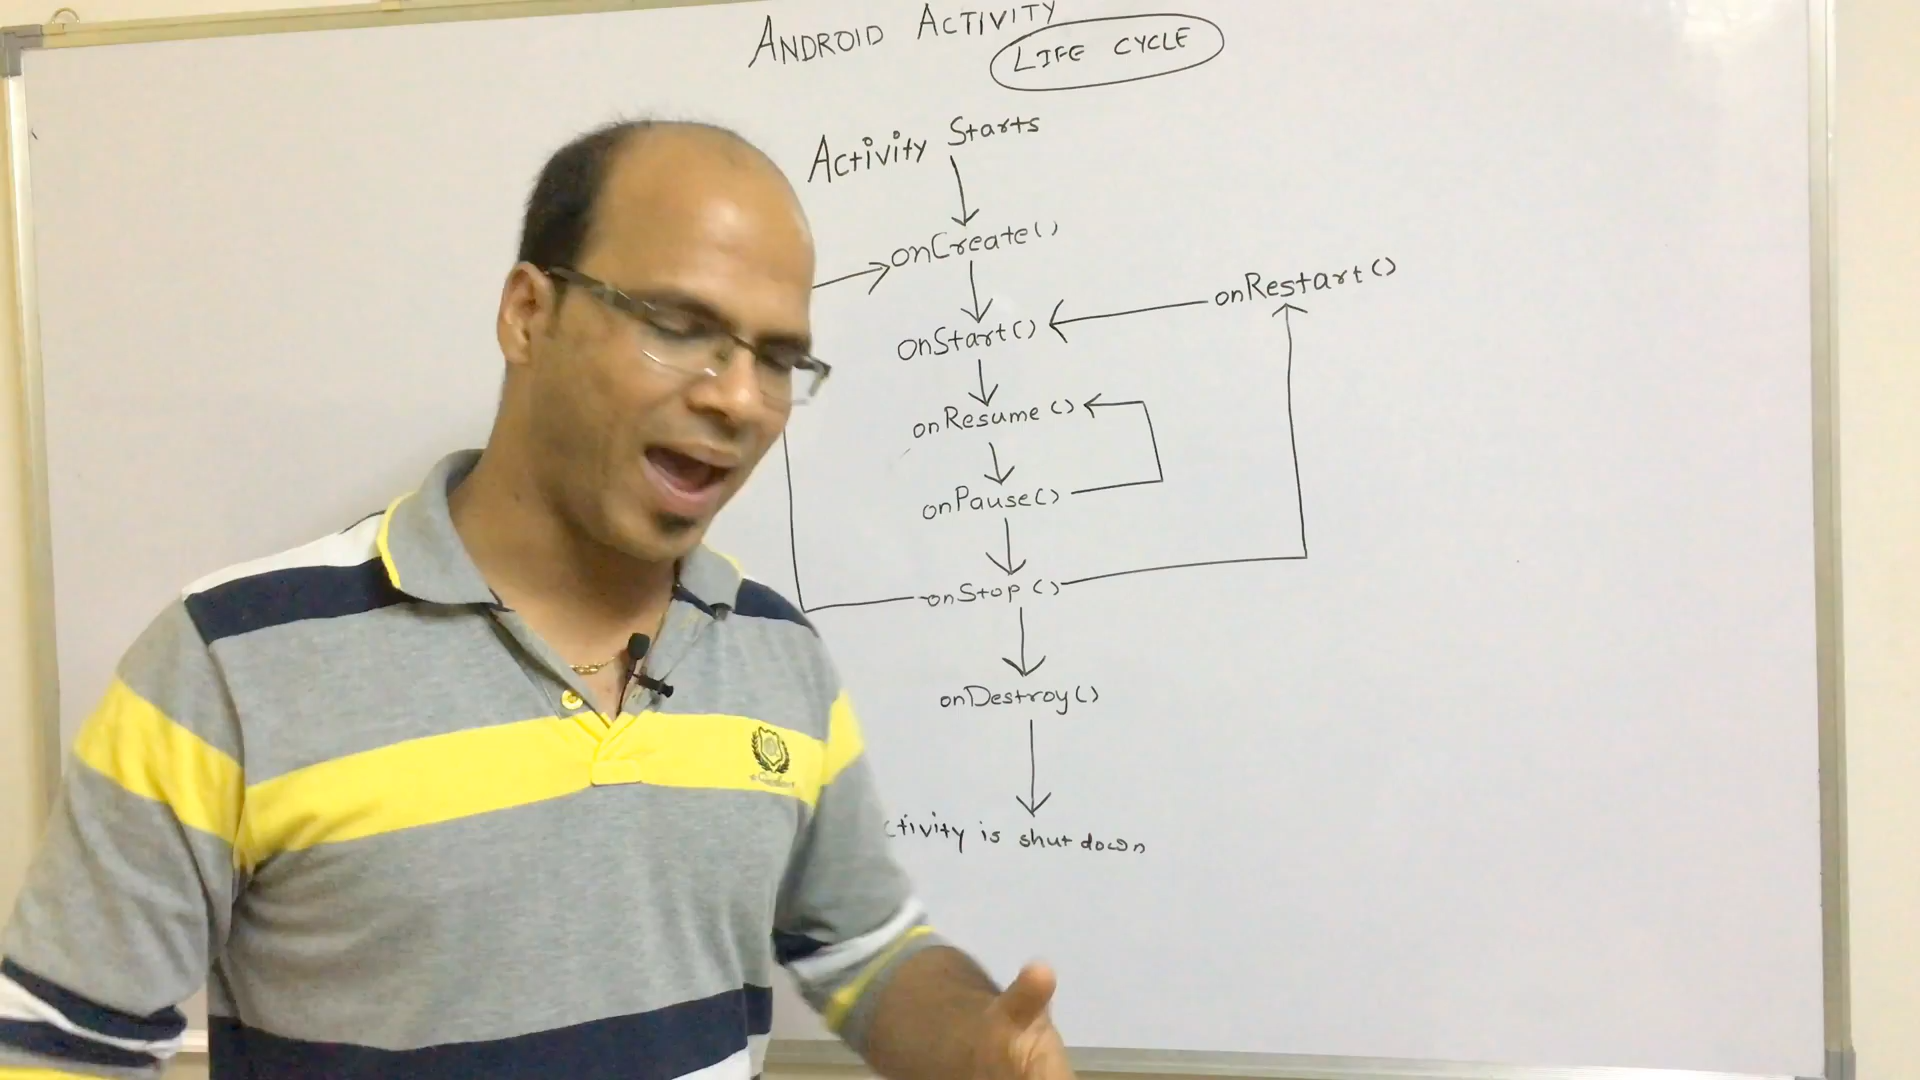 ANDROID ACTIVITY
LIFE CYCLE
Activity Starts
onCreate()
onRestart()
onStart()
onResume()
onPause()
onStop()
onDestroy()
ctivity is shut down